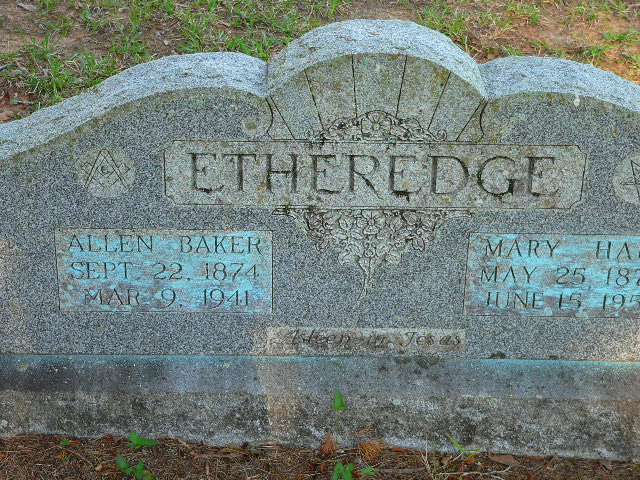 ETHEREDGE
ALLEN BAKER
SEPT. 22, 1874
MAR. 9, 1941
MARY
MAY 25
JUNE 15
Asleep in Jesus